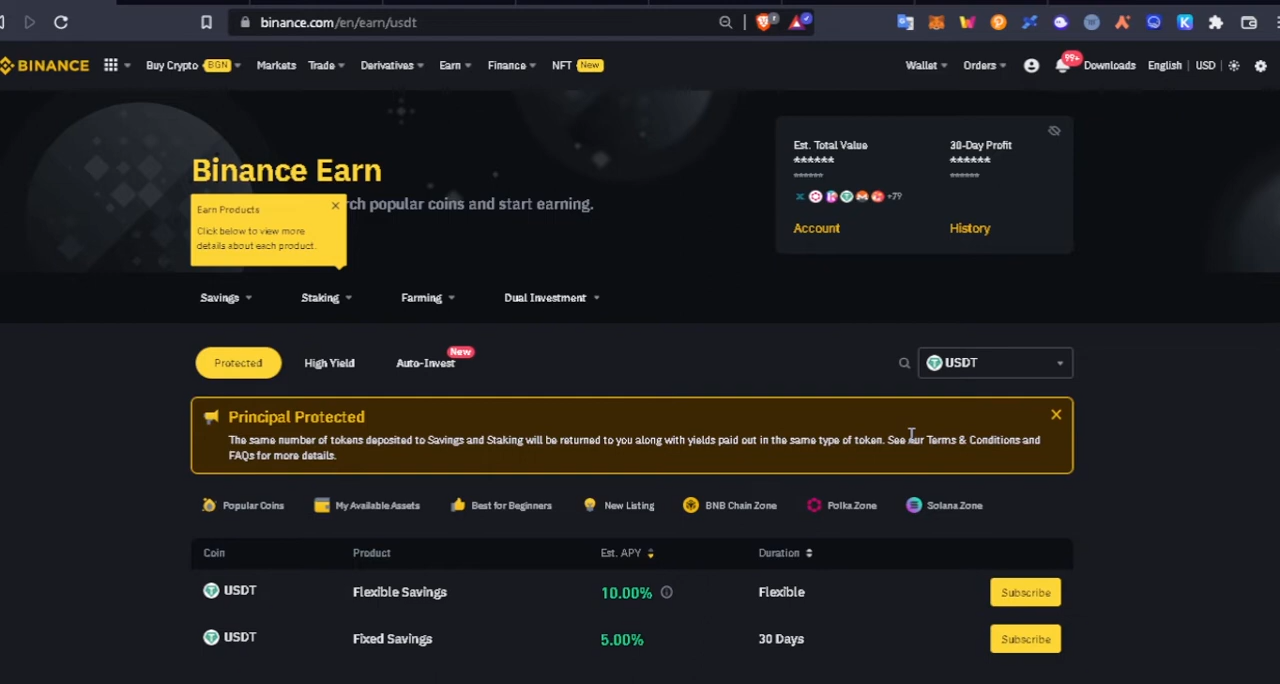 binance.com/en/earn/usdt
BINANCE Buy Crypto BGN Markets Trade Derivatives Earn Finance NFT New Wallet Orders 99+ Downloads English USD
Binance Earn
rch popular coins and start earning.
Earn Products
Click below to view more
details about each product.
Est. Total Value 30-Day Profit
****** ******
****** ******
+79
Account History
Savings Staking Farming Dual Investment
Protected High Yield Auto-Invest New USDT
Principal Protected
The same number of tokens deposited to Savings and Staking will be returned to you along with yields paid out in the same type of token. See our Terms & Conditions and
FAQs for more details.
Popular Coins My Available Assets Best for Beginners New Listing BNB Chain Zone Polka Zone Solana Zone
Coin Product Est. APY Duration
USDT Flexible Savings 10.00% Flexible Subscribe
USDT Fixed Savings 5.00% 30 Days Subscribe